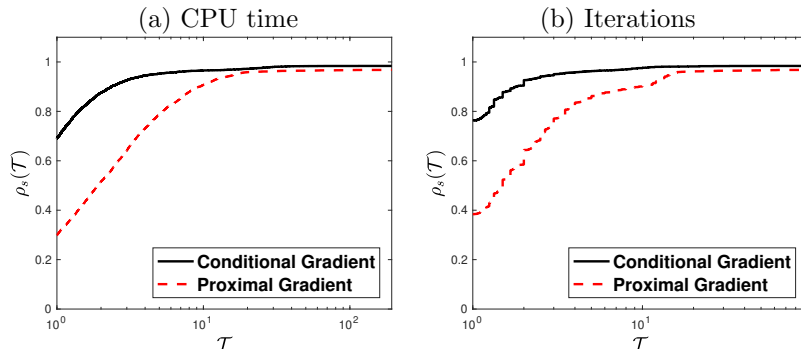 (a) CPU time
1
0.8
0.6
0.4
0.2
0
ρs(𝒯)
Conditional Gradient
Proximal Gradient
10^0
10^1
10^2
𝒯
(b) Iterations
1
0.8
0.6
0.4
0.2
0
ρs(𝒯)
Conditional Gradient
Proximal Gradient
10^0
10^1
𝒯